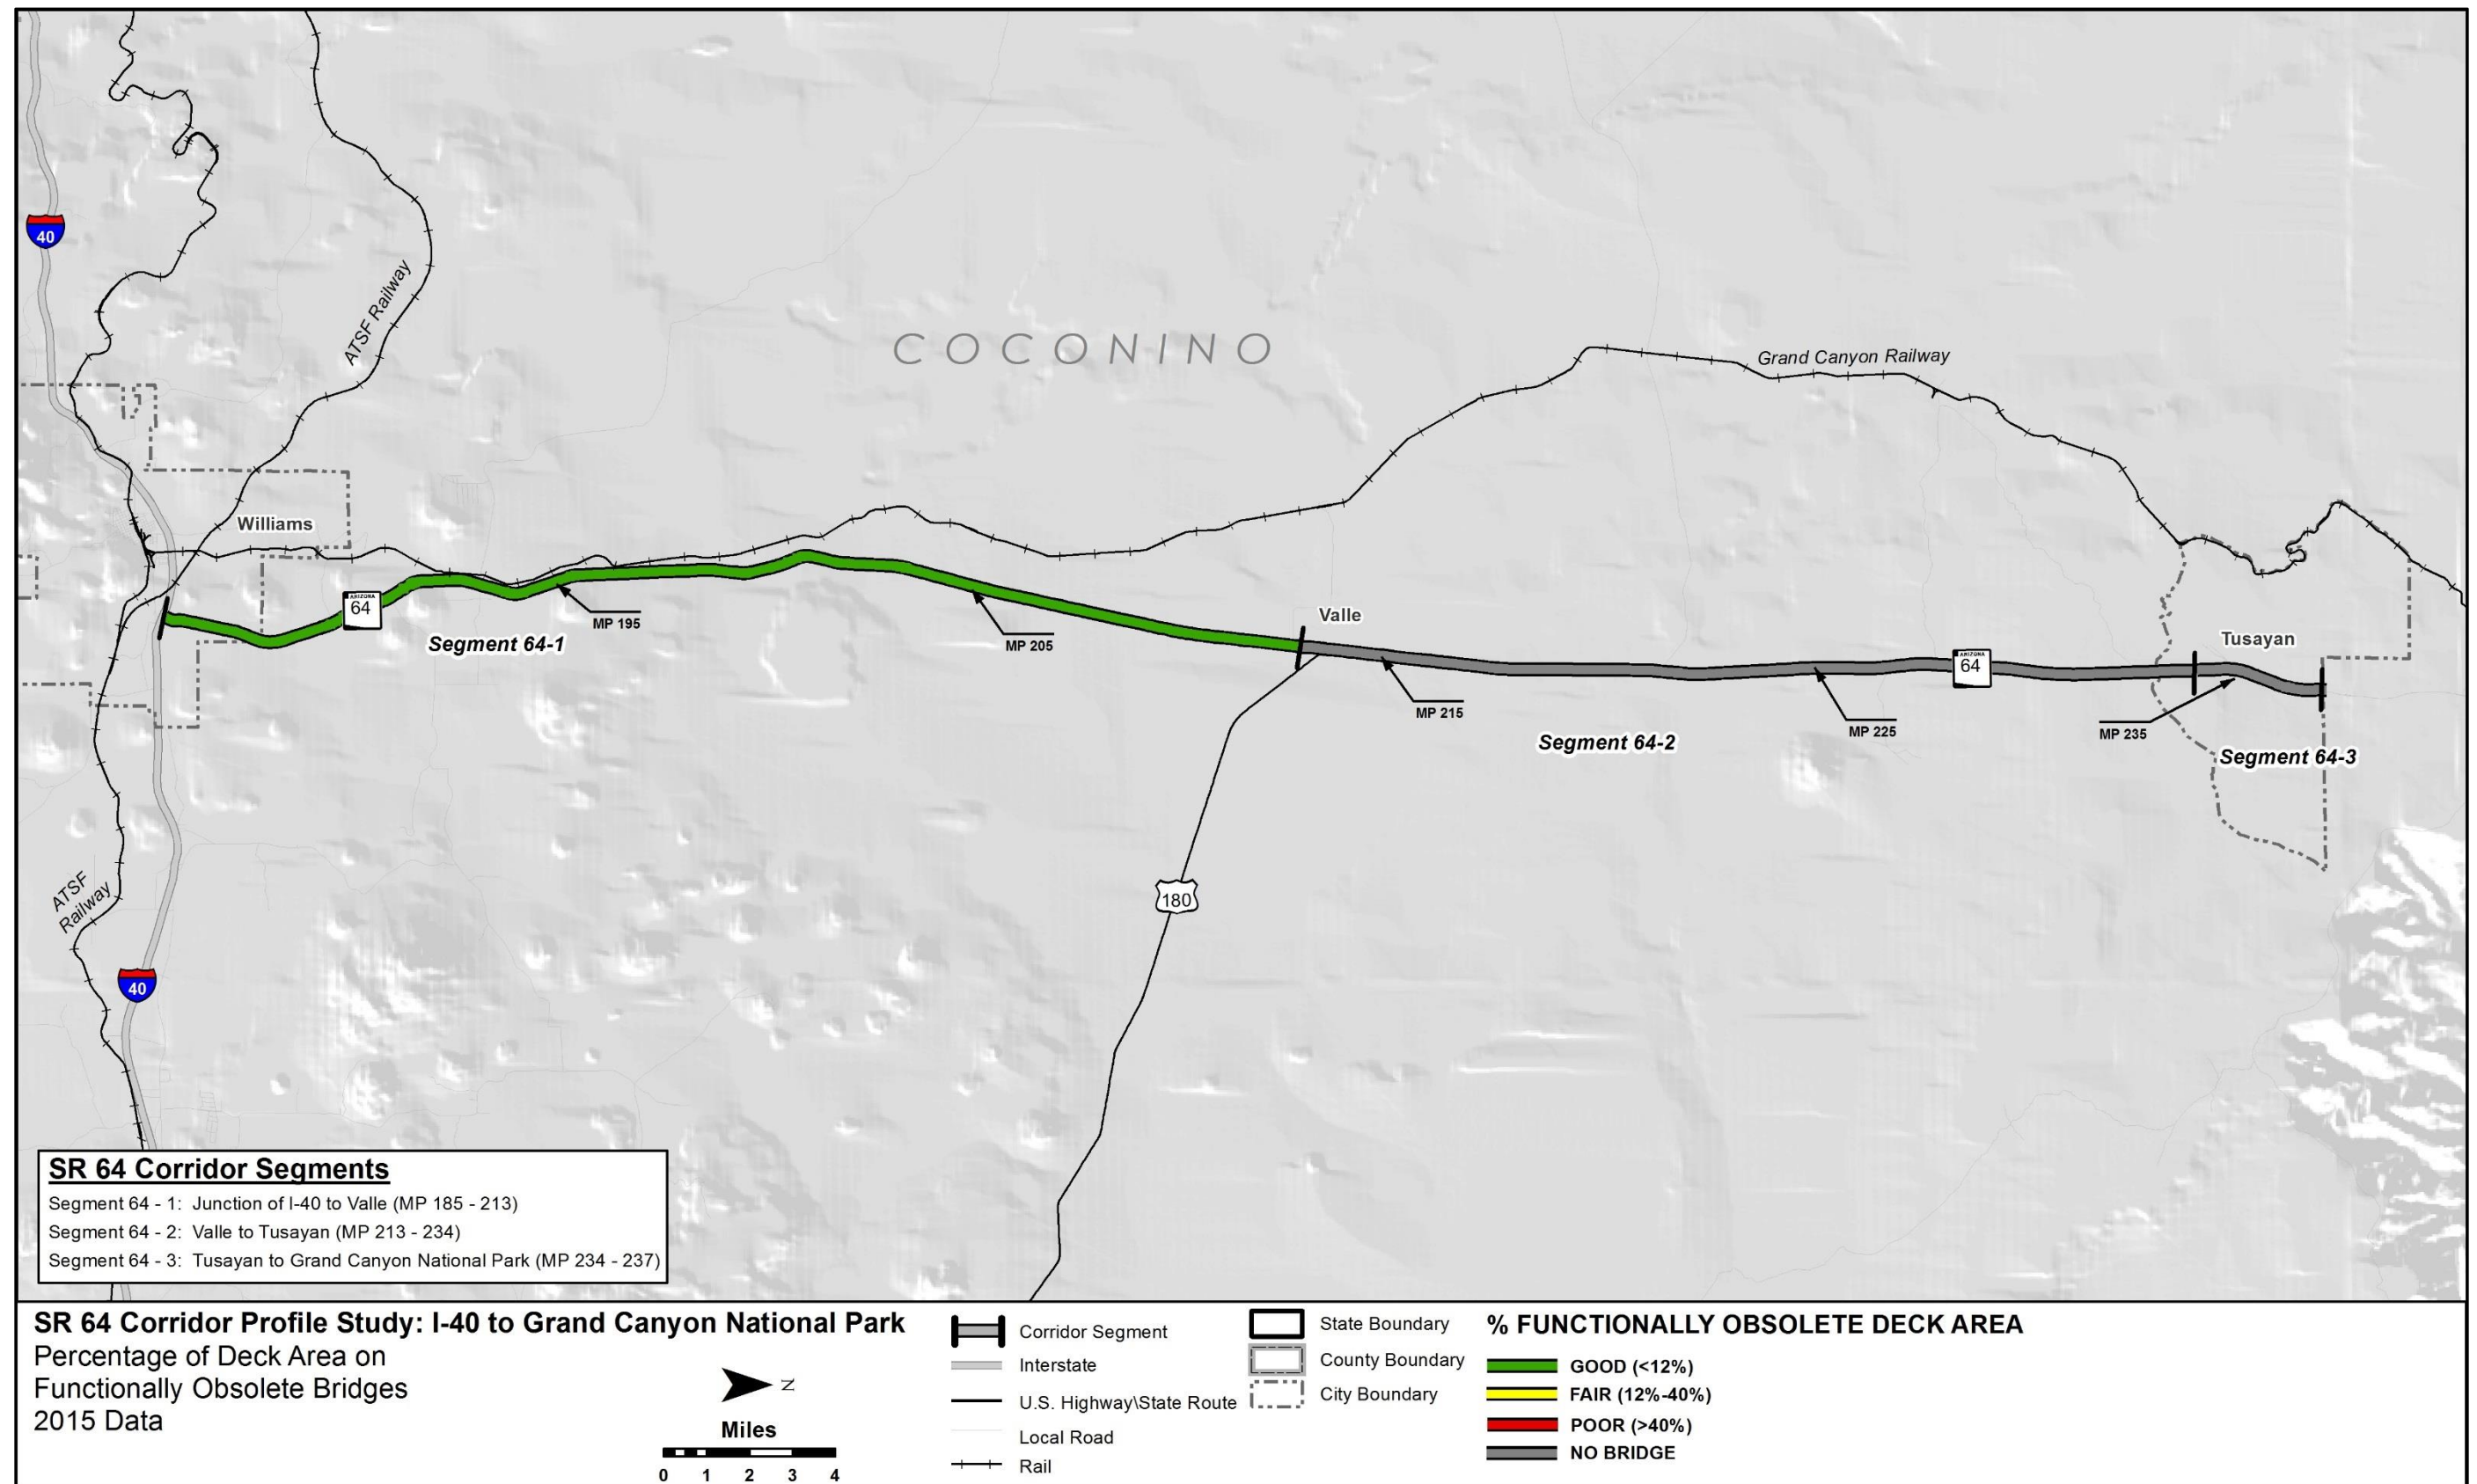 40
ATSF Railway
COCONINO
Grand Canyon Railway
Williams
ARIZONA
64
MP 195
Segment 64-1
MP 205
Valle
MP 215
Segment 64-2
MP 225
ARIZONA
64
Tusayan
MP 235
Segment 64-3
180
ATSF
Railway
40
SR 64 Corridor Segments
Segment 64 - 1: Junction of I-40 to Valle (MP 185 - 213)
Segment 64 - 2: Valle to Tusayan (MP 213 - 234)
Segment 64 - 3: Tusayan to Grand Canyon National Park (MP 234 - 237)
SR 64 Corridor Profile Study: I-40 to Grand Canyon National Park
Percentage of Deck Area on
Functionally Obsolete Bridges
2015 Data
N
Miles
0 1 2 3 4
Corridor Segment
Interstate
U.S. Highway\State Route
Local Road
Rail
State Boundary
County Boundary
City Boundary
% FUNCTIONALLY OBSOLETE DECK AREA
GOOD (<12%)
FAIR (12%-40%)
POOR (>40%)
NO BRIDGE